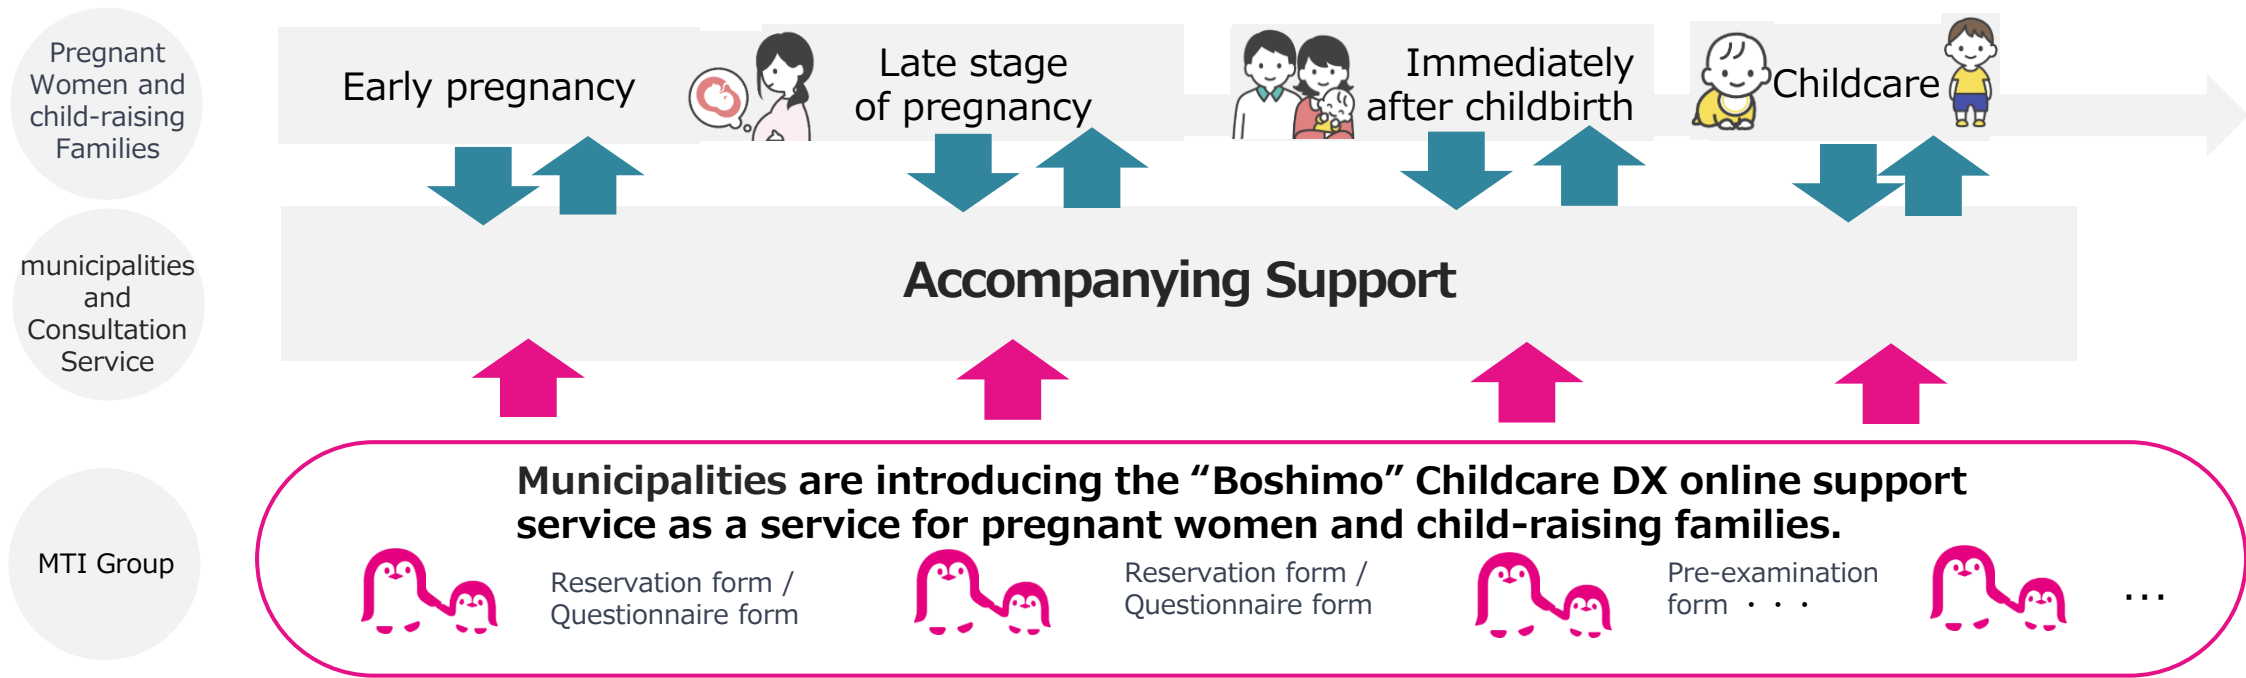 Pregnant
Women and
child-raising
Families
Early pregnancy
Late stage
of pregnancy
Immediately
after childbirth
Childcare
municipalities
and
Consultation
Service
Accompanying Support
MTI Group
Municipalities are introducing the “Boshimo” Childcare DX online support
service as a service for pregnant women and child-raising families.
Reservation form /
Questionnaire form
Reservation form /
Questionnaire form
Pre-examination
form ・・・
…